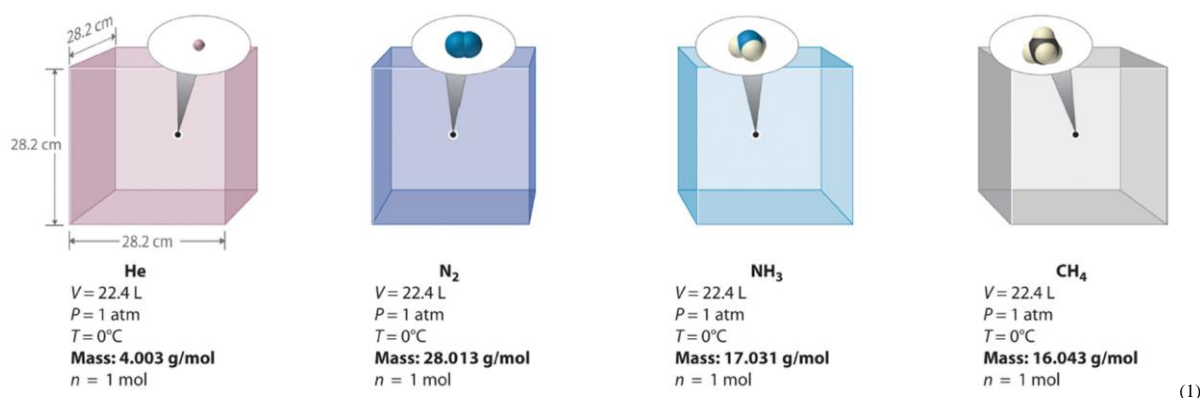 28.2 cm
28.2 cm
28.2 cm
He
V = 22.4 L
P = 1 atm
T = 0°C
Mass: 4.003 g/mol
n = 1 mol
N₂
V = 22.4 L
P = 1 atm
T = 0°C
Mass: 28.013 g/mol
n = 1 mol
NH₃
V = 22.4 L
P = 1 atm
T = 0°C
Mass: 17.031 g/mol
n = 1 mol
CH₄
V = 22.4 L
P = 1 atm
T = 0°C
Mass: 16.043 g/mol
n = 1 mol
(1)